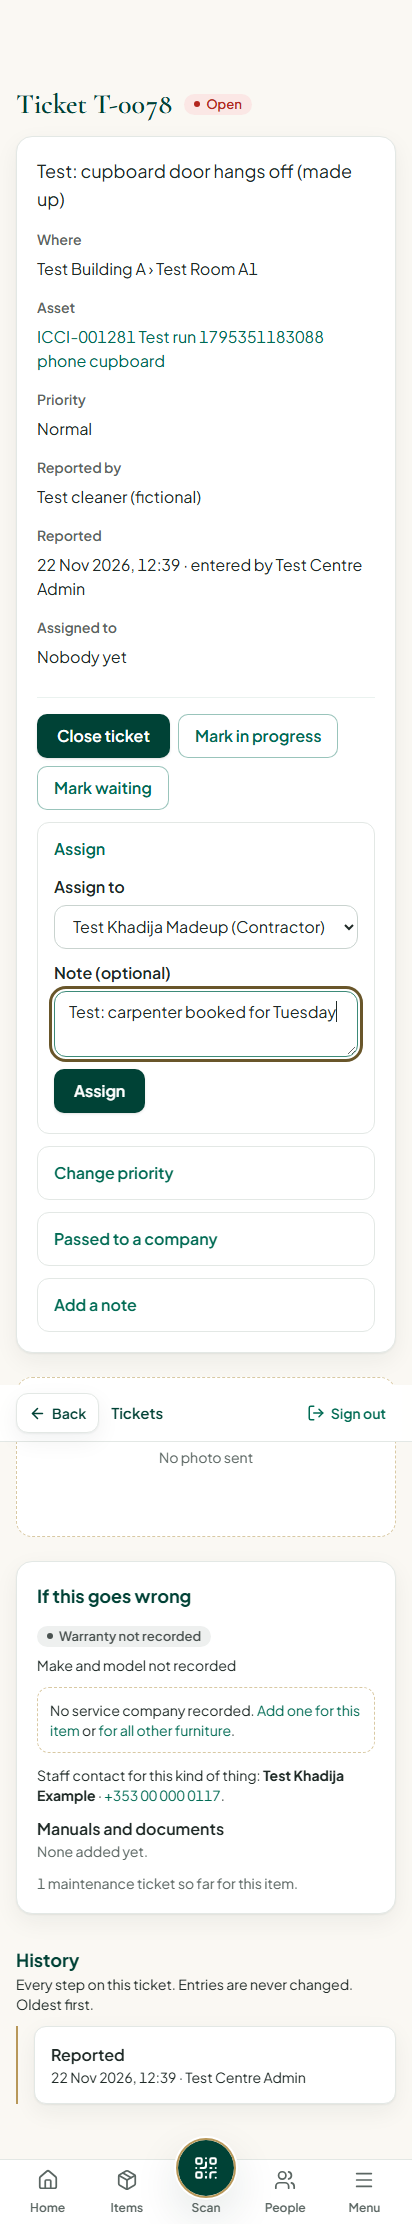 Ticket T-0078
Open
Test: cupboard door hangs off (made
up)
Where
Test Building A › Test Room A1
Asset
ICCI-001281 Test run 1795351183088
phone cupboard
Priority
Normal
Reported by
Test cleaner (fictional)
Reported
22 Nov 2026, 12:39 · entered by Test Centre
Admin
Assigned to
Nobody yet
Close ticket
Mark in progress
Mark waiting
Assign
Assign to
Test Khadija Madeup (Contractor)
Note (optional)
Test: carpenter booked for Tuesday
Assign
Change priority
Passed to a company
Add a note
Back
Tickets
Sign out
No photo sent
If this goes wrong
Warranty not recorded
Make and model not recorded
No service company recorded. Add one for this
item or for all other furniture.
Staff contact for this kind of thing: Test Khadija
Example · +353 00 000 0117.
Manuals and documents
None added yet.
1 maintenance ticket so far for this item.
History
Every step on this ticket. Entries are never changed.
Oldest first.
Reported
22 Nov 2026, 12:39 · Test Centre Admin
Home
Items
Scan
People
Menu